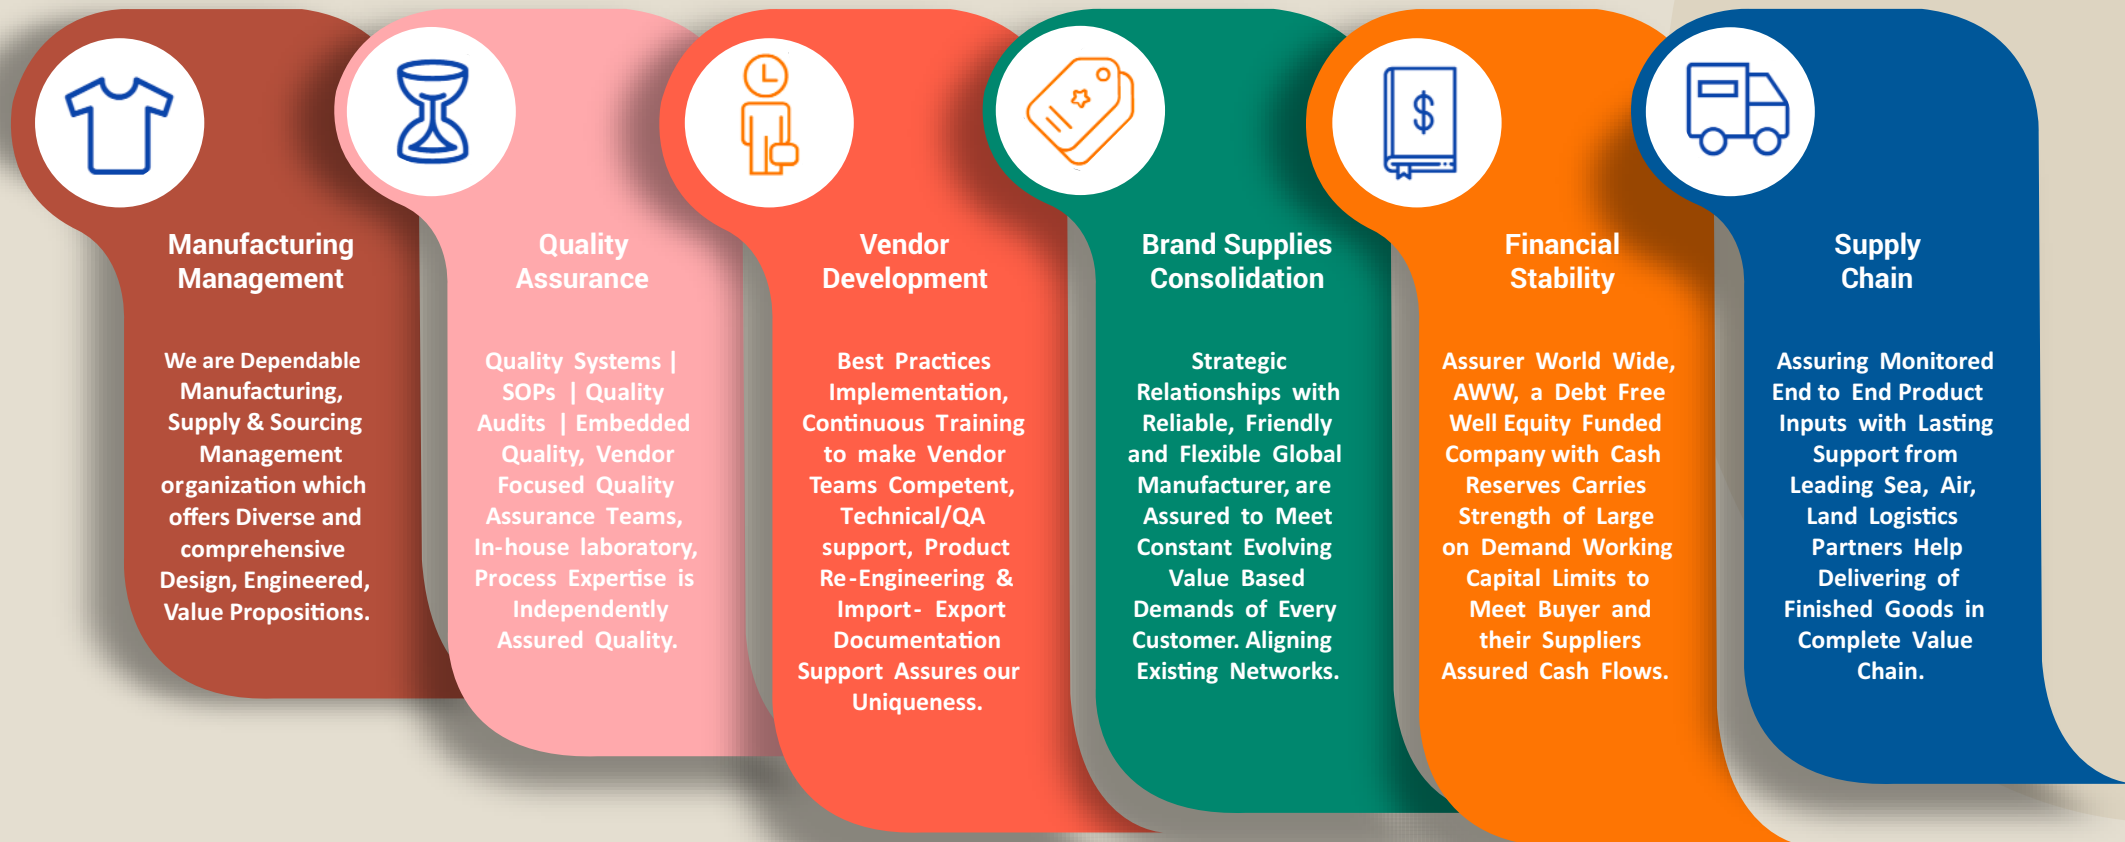 Manufacturing
Management
We are Dependable
Manufacturing,
Supply & Sourcing
Management
organization which
offers Diverse and
comprehensive
Design, Engineered,
Value Propositions.
Quality
Assurance
Quality Systems |
SOPs | Quality
Audits | Embedded
Quality, Vendor
Focused Quality
Assurance Teams,
In-house laboratory,
Process Expertise is
Independently
Assured Quality.
Vendor
Development
Best Practices
Implementation,
Continuous Training
to make Vendor
Teams Competent,
Technical/QA
support, Product
Re-Engineering &
Import- Export
Documentation
Support Assures our
Uniqueness.
Brand Supplies
Consolidation
Strategic
Relationships with
Reliable, Friendly
and Flexible Global
Manufacturer, are
Assured to Meet
Constant Evolving
Value Based
Demands of Every
Customer. Aligning
Existing Networks.
Financial
Stability
$
Assurer World Wide,
AWW, a Debt Free
Well Equity Funded
Company with Cash
Reserves Carries
Strength of Large
on Demand Working
Capital Limits to
Meet Buyer and
their Suppliers
Assured Cash Flows.
Supply
Chain
Assuring Monitored
End to End Product
Inputs with Lasting
Support from
Leading Sea, Air,
Land Logistics
Partners Help
Delivering of
Finished Goods in
Complete Value
Chain.